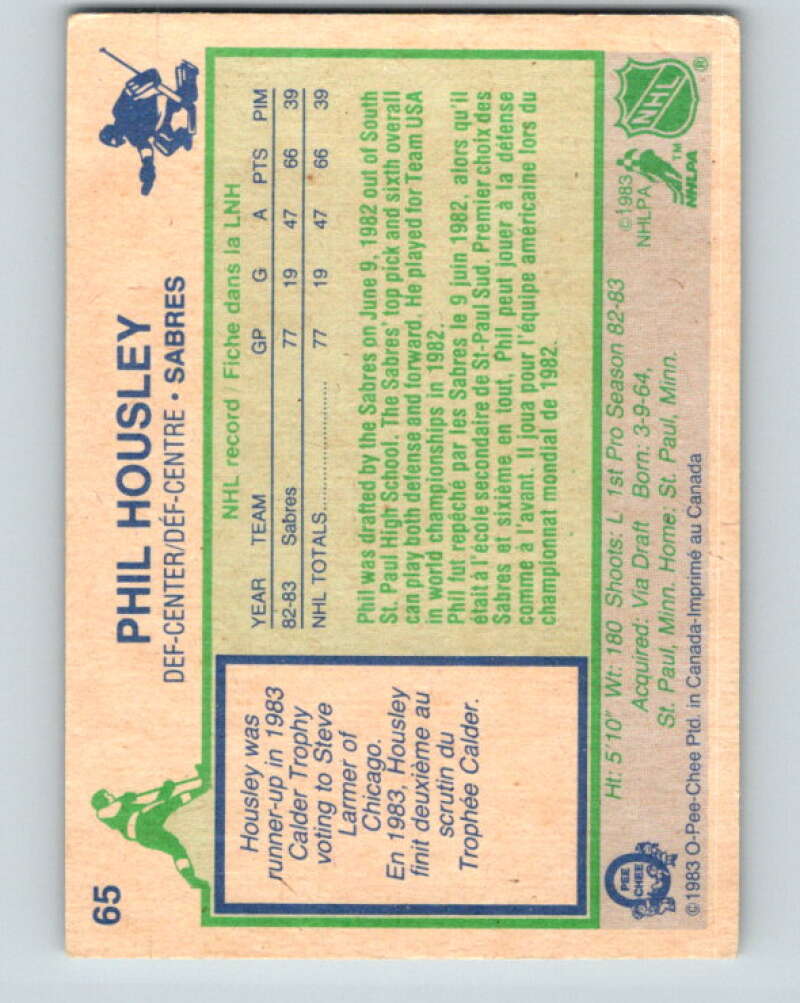 65
PHIL HOUSLEY
DEF-CENTER/DÉF-CENTRE • SABRES
Housley was
runner-up in 1983
Calder Trophy
voting to Steve
Larmer of
Chicago.
En 1983, Housley
finit deuxième au
scrutin du
Trophée Calder.
NHL record / Fiche dans la LNH
YEAR TEAM GP G A PTS PIM
82-83 Sabres 77 19 47 66 39
NHL TOTALS.................. 77 19 47 66 39
Phil was drafted by the Sabres on June 9, 1982 out of South
St. Paul High School. The Sabres' top pick and sixth overall
can play both defense and forward. He played for Team USA
in world championships in 1982.
Phil fut repêché par les Sabres le 9 juin 1982, alors qu'il
était à l'école secondaire de St-Paul Sud. Premier choix des
Sabres et sixième en tout, Phil peut jouer à la défense
comme à l'avant. Il joua pour l'équipe américaine lors du
championnat mondial de 1982.
Ht: 5'10" Wt: 180 Shoots: L 1st Pro Season 82-83
Acquired: Via Draft Born: 3-9-64,
St. Paul, Minn. Home: St. Paul, Minn.
©1983 O-Pee-Chee Ptd. in Canada-Imprimé au Canada
O
PEE
CHEE
©1983
NHLPA
TM
NHLPA
NHL
®